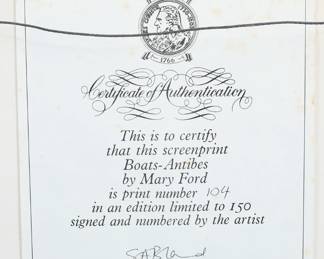 1766
Certificate of Authentication
This is to certify
that this screenprint
Boats-Antibes
by Mary Ford
is print number 104
in an edition limited to 150
signed and numbered by the artist